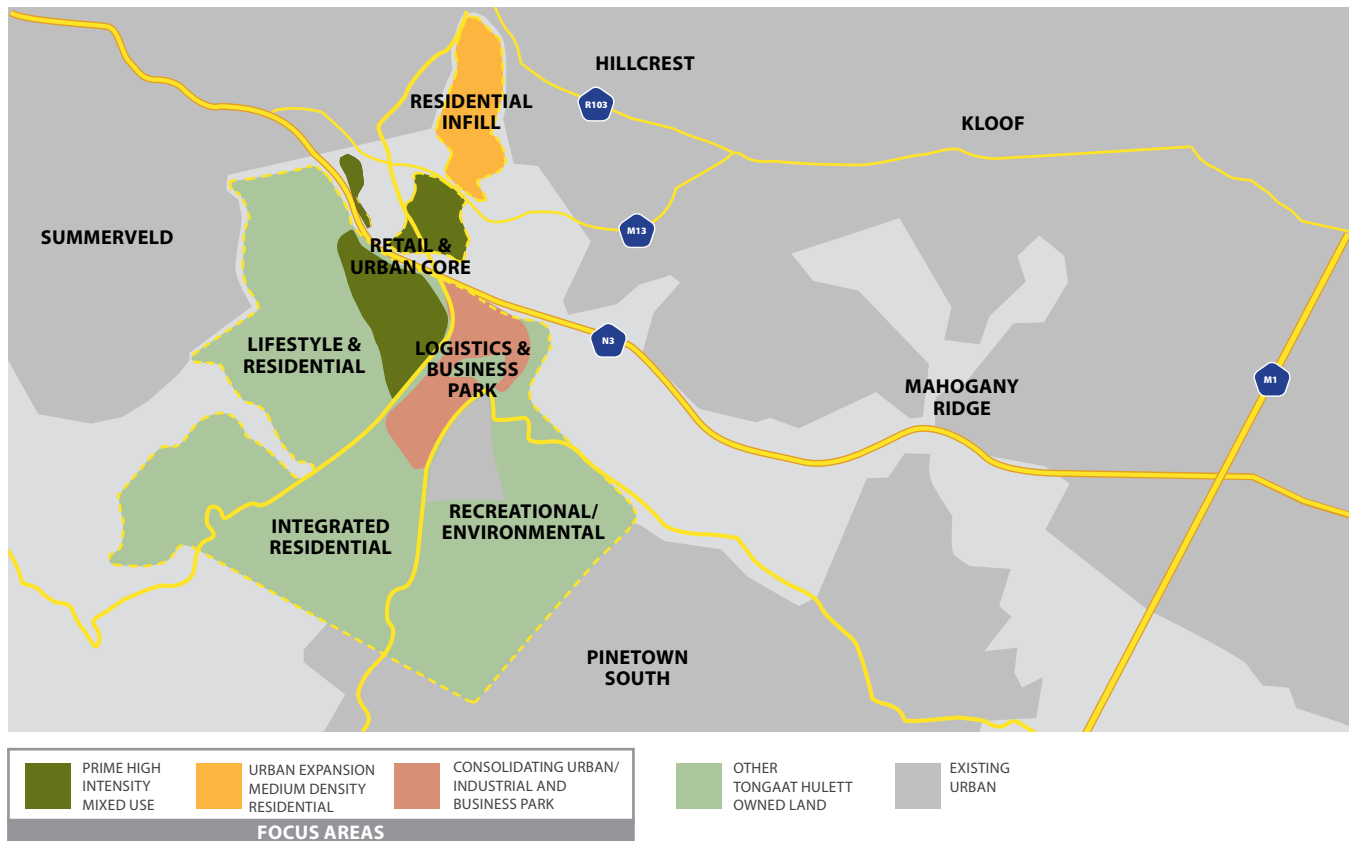 HILLCREST
RESIDENTIAL
INFILL
R103
KLOOF
SUMMERVELD
M13
RETAIL &
URBAN CORE
N3
LIFESTYLE &
RESIDENTIAL
LOGISTICS &
BUSINESS
PARK
MAHOGANY
RIDGE
M1
INTEGRATED
RESIDENTIAL
RECREATIONAL/
ENVIRONMENTAL
PINETOWN
SOUTH
PRIME HIGH
INTENSITY
MIXED USE
URBAN EXPANSION
MEDIUM DENSITY
RESIDENTIAL
CONSOLIDATING URBAN/
INDUSTRIAL AND
BUSINESS PARK
OTHER
TONGAAT HULETT
OWNED LAND
EXISTING
URBAN
FOCUS AREAS